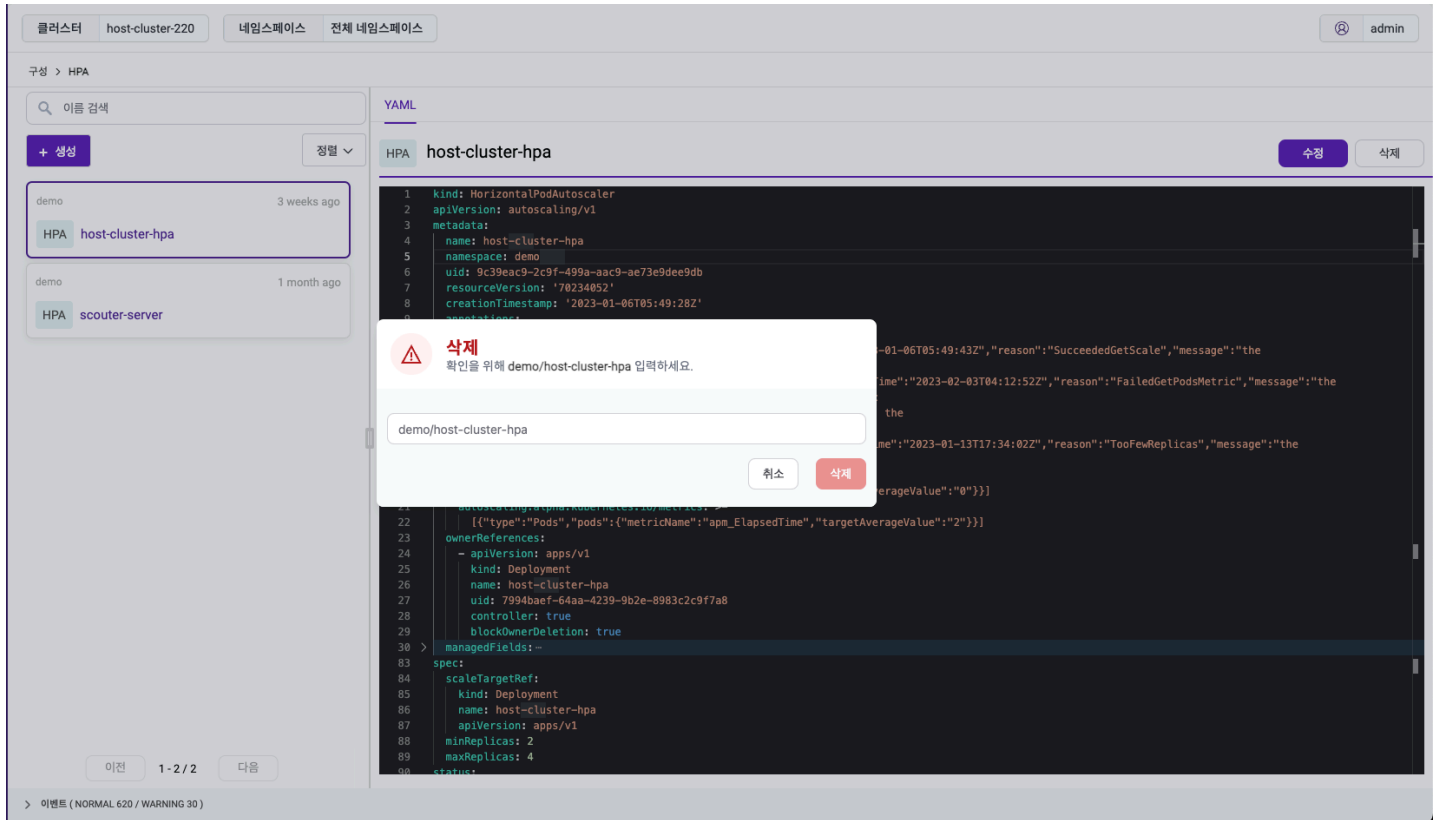 클러스터 host-cluster-220 네임스페이스 전체 네임스페이스 admin
구성 > HPA
이름 검색
+ 생성 정렬
demo 3 weeks ago
HPA host-cluster-hpa
demo 1 month ago
HPA scouter-server
이전 1 - 2 / 2 다음
YAML
HPA host-cluster-hpa 수정 삭제
1 kind: HorizontalPodAutoscaler
2 apiVersion: autoscaling/v1
3 metadata:
4 name: host-cluster-hpa
5 namespace: demo
6 uid: 9c39eac9-2c9f-499a-aac9-ae73e9dee9db
7 resourceVersion: '70234052'
8 creationTimestamp: '2023-01-06T05:49:28Z'
9 annotations:
-01-06T05:49:43Z","reason":"SucceededGetScale","message":"the
ime":"2023-02-03T04:12:52Z","reason":"FailedGetPodsMetric","message":"the
the
me":"2023-01-13T17:34:02Z","reason":"TooFewReplicas","message":"the
erageValue":"0"}}]
삭제
확인을 위해 demo/host-cluster-hpa 입력하세요.
demo/host-cluster-hpa
취소 삭제
21 autoscaling.alpha.kubernetes.io/metrics: >-
22 [{"type":"Pods","pods":{"metricName":"apm_ElapsedTime","targetAverageValue":"2"}}]
23 ownerReferences:
24 - apiVersion: apps/v1
25 kind: Deployment
26 name: host-cluster-hpa
27 uid: 7994baef-64aa-4239-9b2e-8983c2c9f7a8
28 controller: true
29 blockOwnerDeletion: true
30 > managedFields:
83 spec:
84 scaleTargetRef:
85 kind: Deployment
86 name: host-cluster-hpa
87 apiVersion: apps/v1
88 minReplicas: 2
89 maxReplicas: 4
90 status:
> 이벤트 ( NORMAL 620 / WARNING 30 )